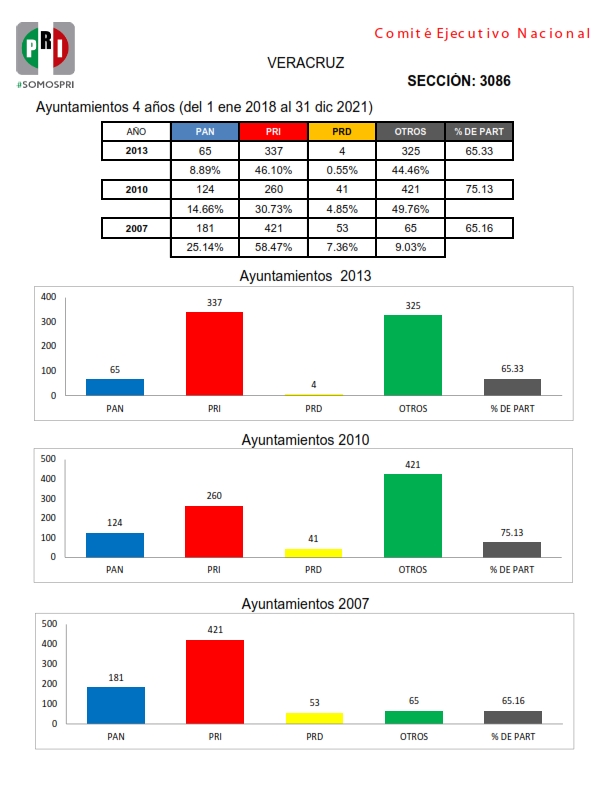 Comité Ejecutivo Nacional
PRI
#SOMOSPRI
VERACRUZ
SECCIÓN: 3086
Ayuntamientos 4 años (del 1 ene 2018 al 31 dic 2021)
AÑO PAN PRI PRD OTROS % DE PART
2013 65 337 4 325 65.33
8.89% 46.10% 0.55% 44.46%
2010 124 260 41 421 75.13
14.66% 30.73% 4.85% 49.76%
2007 181 421 53 65 65.16
25.14% 58.47% 7.36% 9.03%
Ayuntamientos 2013
400
300
200
100
0
65 337 4 325 65.33
PAN PRI PRD OTROS % DE PART
Ayuntamientos 2010
500
400
300
200
100
0
124 260 41 421 75.13
PAN PRI PRD OTROS % DE PART
Ayuntamientos 2007
500
400
300
200
100
0
181 421 53 65 65.16
PAN PRI PRD OTROS % DE PART